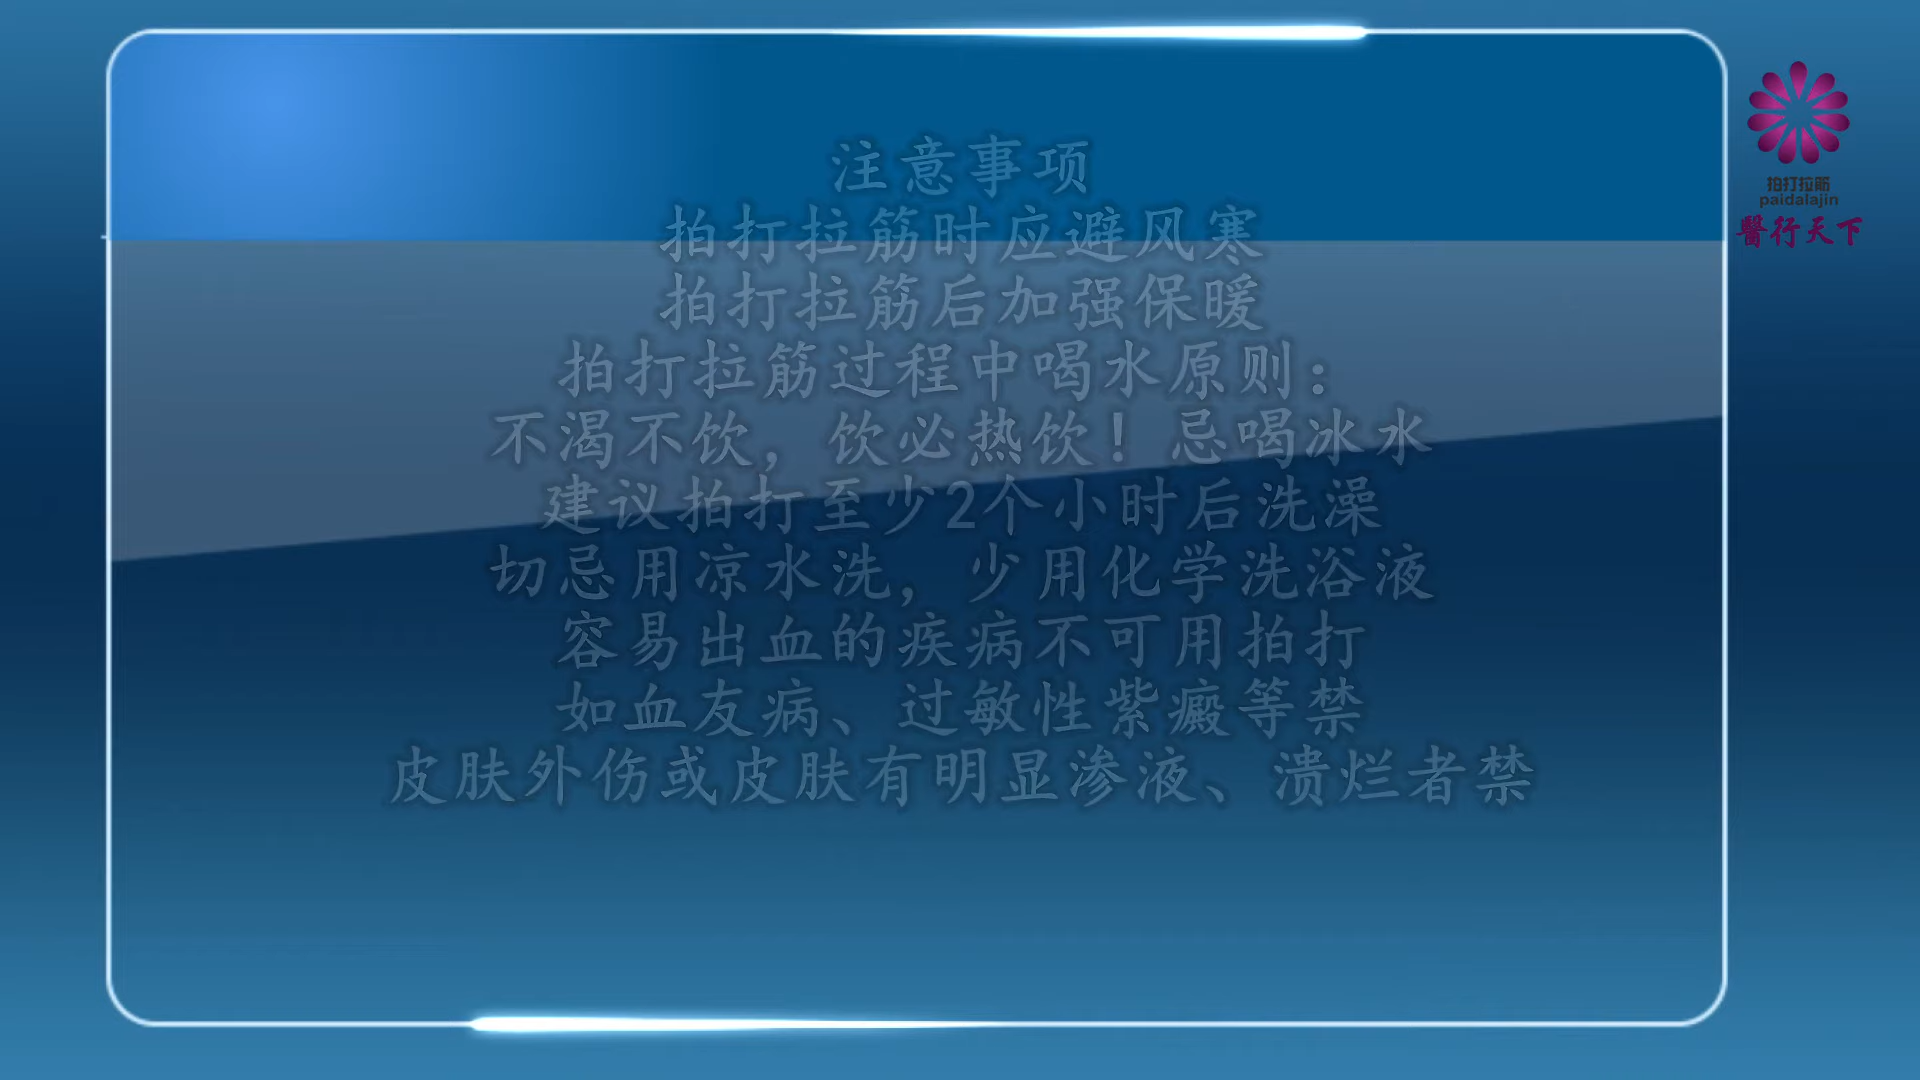 注意事项
拍打拉筋时应避风寒
拍打拉筋后加强保暖
拍打拉筋过程中喝水原则：
不渴不饮，饮必热饮！忌喝冰水
建议拍打至少2个小时后洗澡
切忌用凉水洗，少用化学洗浴液
容易出血的疾病不可用拍打
如血友病、过敏性紫癜等禁
皮肤外伤或皮肤有明显渗液、溃烂者禁
拍打拉筋
paidalajin
醫行天下